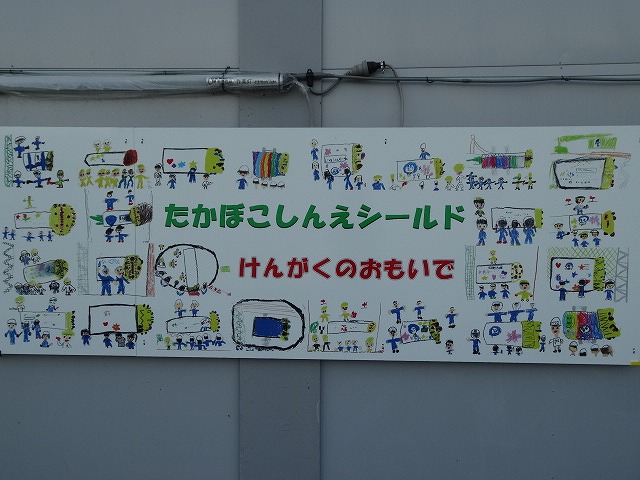 たかぼこしんえシールド
けんがくのおもいで